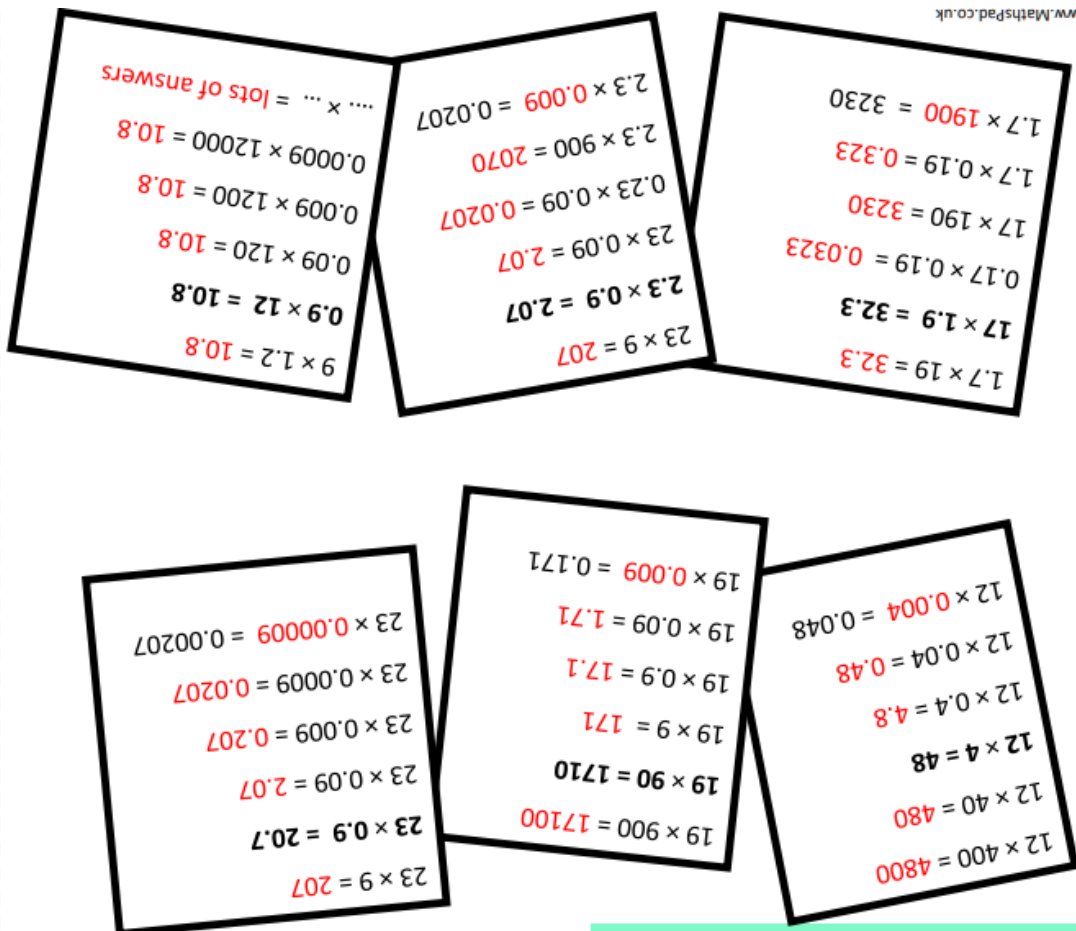 12 × 400 = 4800
12 × 40 = 480
12 × 4 = 48
12 × 0.4 = 4.8
12 × 0.04 = 0.48
12 × 0.004 = 0.048
19 × 900 = 17100
19 × 90 = 1710
19 × 9 = 171
19 × 0.9 = 17.1
19 × 0.09 = 1.71
19 × 0.009 = 0.171
23 × 9 = 207
23 × 0.9 = 20.7
23 × 0.09 = 2.07
23 × 0.009 = 0.207
23 × 0.0009 = 0.0207
23 × 0.00009 = 0.00207
1.7 × 19 = 32.3
17 × 1.9 = 32.3
0.17 × 0.19 = 0.0323
17 × 190 = 3230
1.7 × 0.19 = 0.323
1.7 × 1900 = 3230
23 × 9 = 207
2.3 × 0.9 = 2.07
23 × 0.09 = 2.07
0.23 × 0.09 = 0.0207
2.3 × 900 = 2070
2.3 × 0.009 = 0.0207
9 × 1.2 = 10.8
0.9 × 12 = 10.8
0.09 × 120 = 10.8
0.009 × 1200 = 10.8
0.0009 × 12000 = 10.8
.... × ... = lots of answers
ww.MathsPad.co.uk